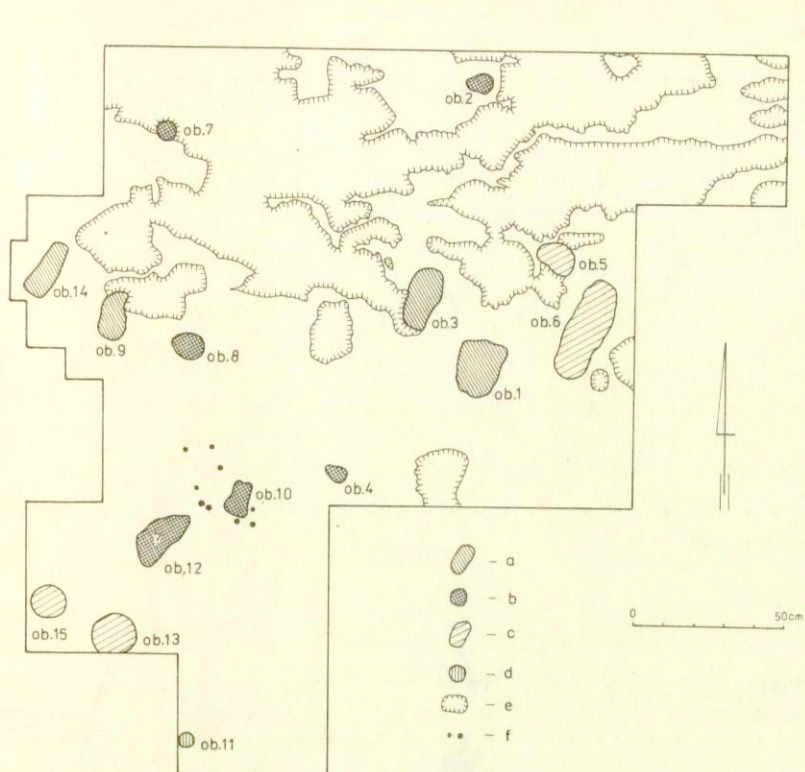 ob.2
ob.7
ob.5
ob.14
ob.3
ob.6
ob.9
ob.8
ob.1
ob.10
ob.4
?
ob,12
ob.15
ob.13
ob.11
- a
- b
- c
- d
- e
- f
0 50cm